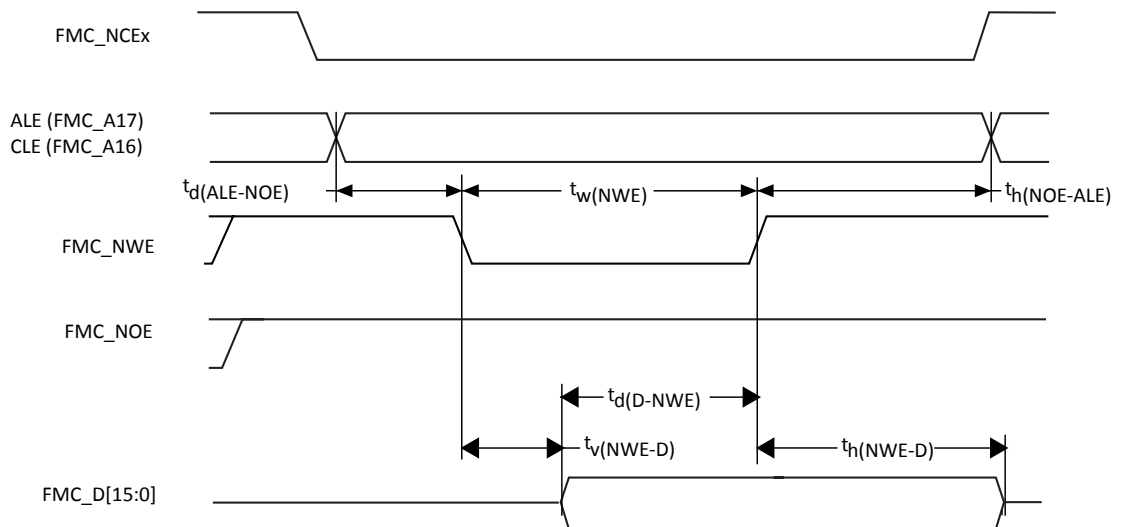 FMC_NCEx
ALE (FMC_A17)
CLE (FMC_A16)
td(ALE-NOE)
tw(NWE)
th(NOE-ALE)
FMC_NWE
FMC_NOE
td(D-NWE)
tv(NWE-D)
th(NWE-D)
FMC_D[15:0]